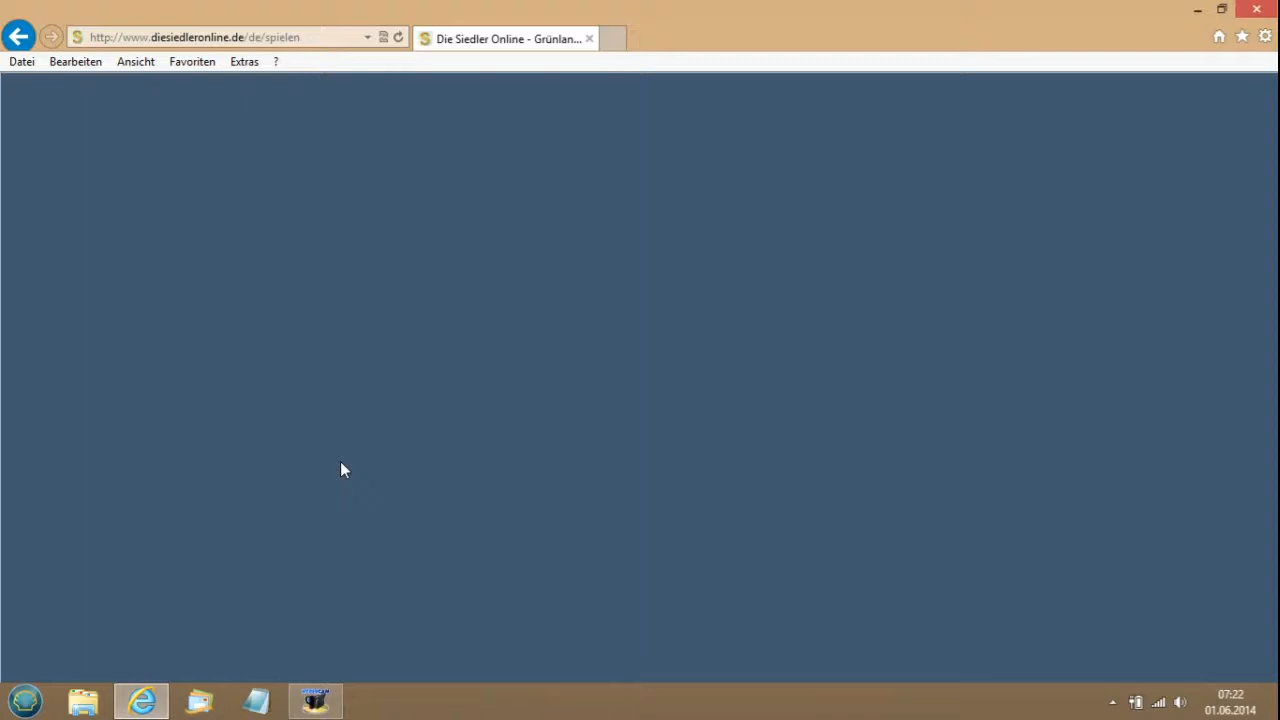 http://www.diesiedleronline.de/de/spielen
Die Siedler Online - Grünlan...
Datei Bearbeiten Ansicht Favoriten Extras ?
07:22
01.06.2014